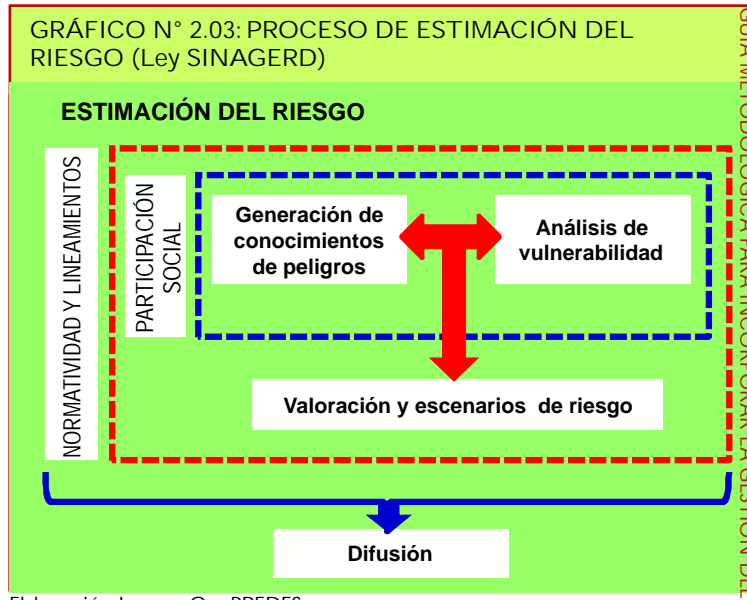 GRÁFICO N° 2.03: PROCESO DE ESTIMACIÓN DEL
RIESGO (Ley SINAGERD)
ESTIMACIÓN DEL RIESGO
NORMATIVIDAD Y LINEAMIENTOS
PARTICIPACIÓN
SOCIAL
Generación de
conocimientos
de peligros
Análisis de
vulnerabilidad
Valoración y escenarios de riesgo
Difusión
GUÍA METODOLÓGICA PARA INCORPORAR LA GESTIÓN DEL